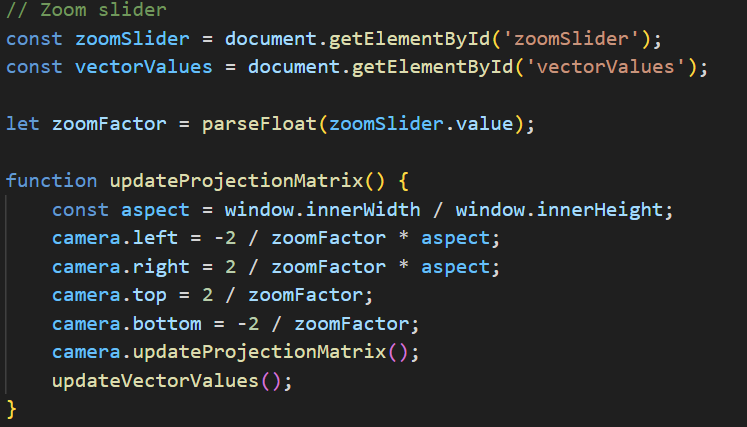 // Zoom slider
const zoomSlider = document.getElementById('zoomSlider');
const vectorValues = document.getElementById('vectorValues');

let zoomFactor = parseFloat(zoomSlider.value);

function updateProjectionMatrix() {
    const aspect = window.innerWidth / window.innerHeight;
    camera.left = -2 / zoomFactor * aspect;
    camera.right = 2 / zoomFactor * aspect;
    camera.top = 2 / zoomFactor;
    camera.bottom = -2 / zoomFactor;
    camera.updateProjectionMatrix();
    updateVectorValues();
}